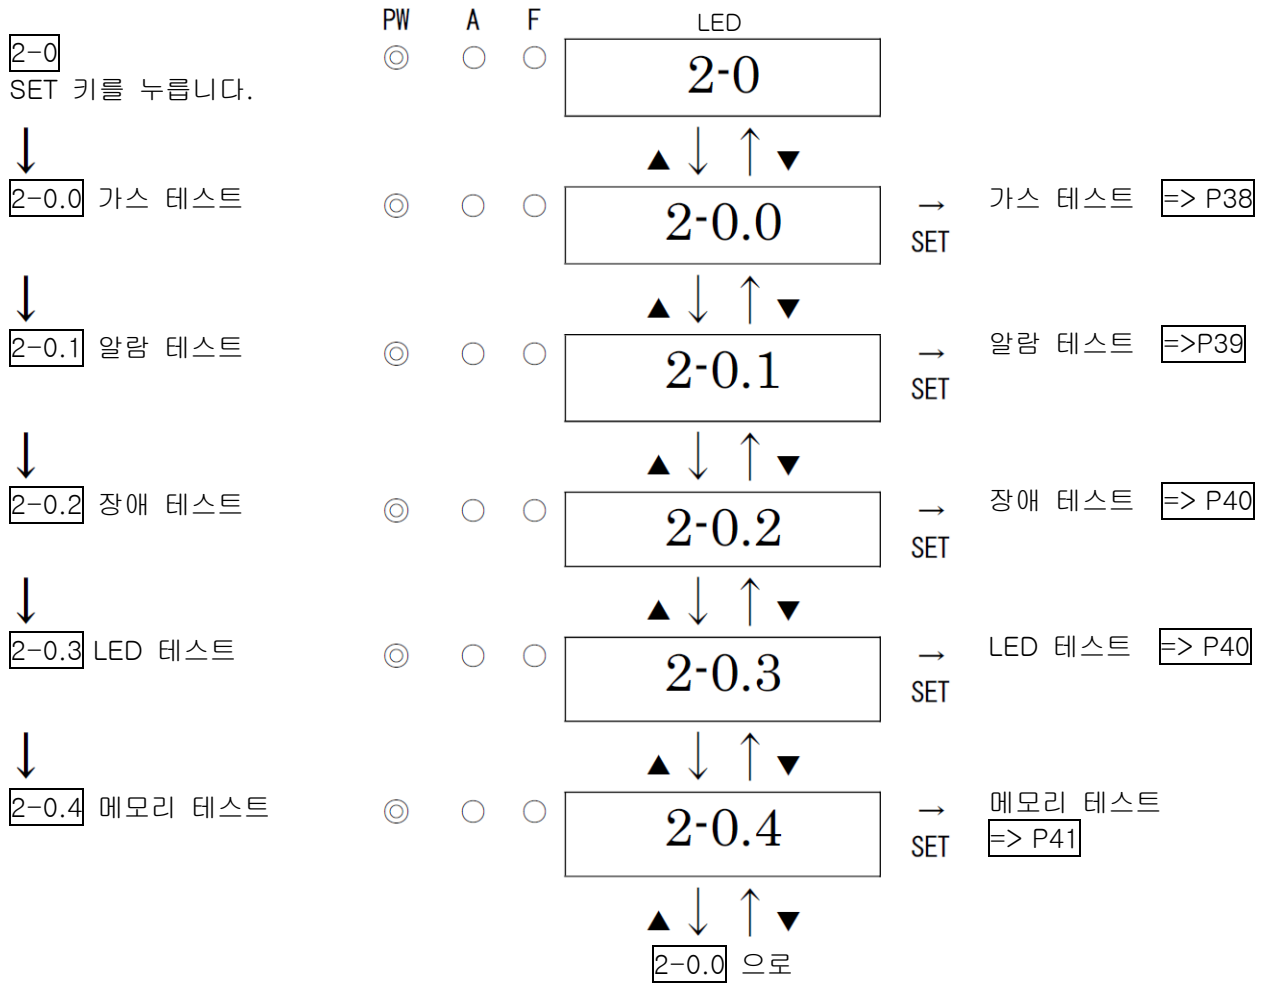 PW A F LED
2-0 ◎ ○ ○ 2-0
SET 키를 누릅니다.
↓ ▲ ↓ ↑ ▼
2-0.0 가스 테스트 ◎ ○ ○ 2-0.0 → 가스 테스트 => P38
SET
↓ ▲ ↓ ↑ ▼
2-0.1 알람 테스트 ◎ ○ ○ 2-0.1 → 알람 테스트 =>P39
SET
↓ ▲ ↓ ↑ ▼
2-0.2 장애 테스트 ◎ ○ ○ 2-0.2 → 장애 테스트 => P40
SET
↓ ▲ ↓ ↑ ▼
2-0.3 LED 테스트 ◎ ○ ○ 2-0.3 → LED 테스트 => P40
SET
↓ ▲ ↓ ↑ ▼
2-0.4 메모리 테스트 ◎ ○ ○ 2-0.4 → 메모리 테스트
SET => P41
▲ ↓ ↑ ▼
2-0.0 으로